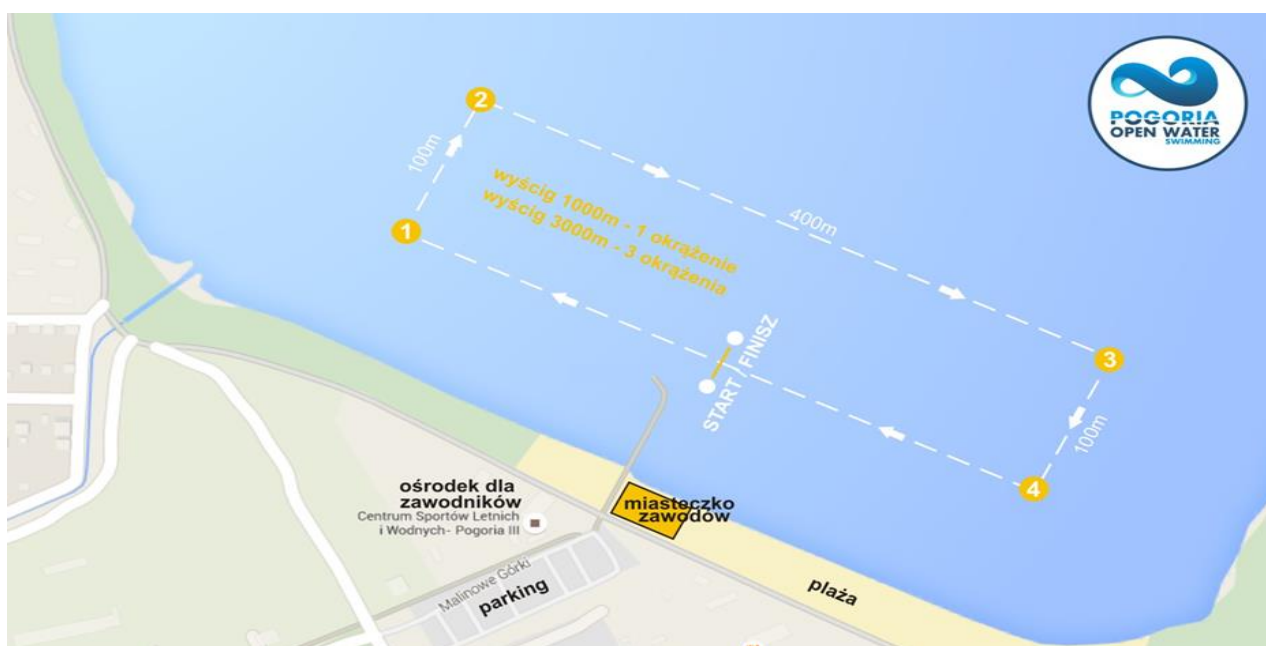 POGORIA
OPEN WATER
SWIMMING
2
100m
1
wyścig 1000m - 1 okrążenie
wyścig 3000m - 3 okrążenia
400m
START / FINISZ
3
100m
4
ośrodek dla
zawodników
Centrum Sportów Letnich
i Wodnych- Pogoria III
miasteczko
zawodów
Malinowe Górki
parking
plaża